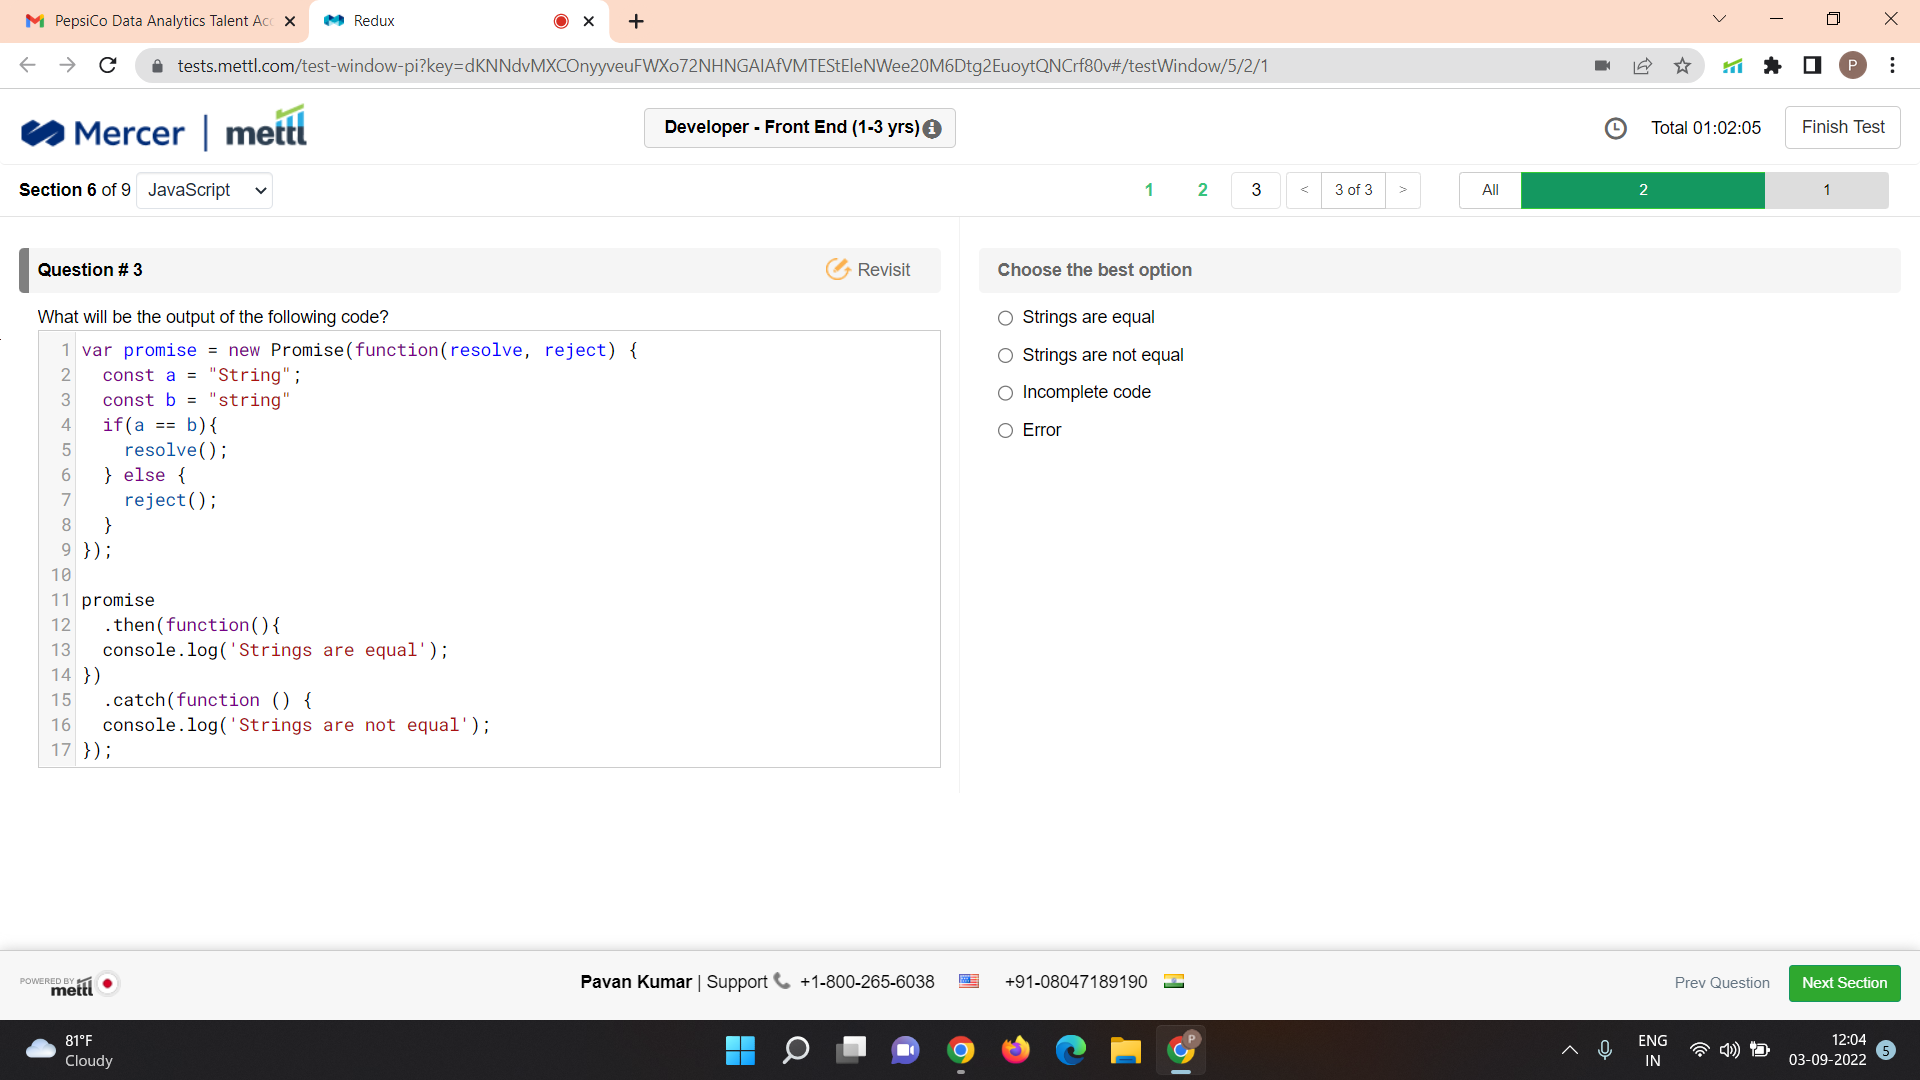 PepsiCo Data Analytics Talent Acc
Redux
tests.mettl.com/test-window-pi?key=dKNNdvMXCOnyyveuFWXo72NHNGAIAfVMTEStEleNWee20M6Dtg2EuoytQNCrf80v#/testWindow/5/2/1
P
Mercer | mettl
Developer - Front End (1-3 yrs)
Total 01:02:05
Finish Test
Section 6 of 9
JavaScript
1
2
3
<
3 of 3
>
All
2
1
Question # 3
Revisit
Choose the best option
What will be the output of the following code?
1 var promise = new Promise(function(resolve, reject) {
2   const a = "String";
3   const b = "string"
4   if(a == b){
5     resolve();
6   } else {
7     reject();
8   }
9 });
10
11 promise
12   .then(function(){
13   console.log('Strings are equal');
14 })
15   .catch(function () {
16   console.log('Strings are not equal');
17 });
Strings are equal
Strings are not equal
Incomplete code
Error
POWERED BY
mettl
Pavan Kumar | Support +1-800-265-6038 +91-08047189190
Prev Question
Next Section
81°F
Cloudy
P
ENG
IN
12:04
03-09-2022
5